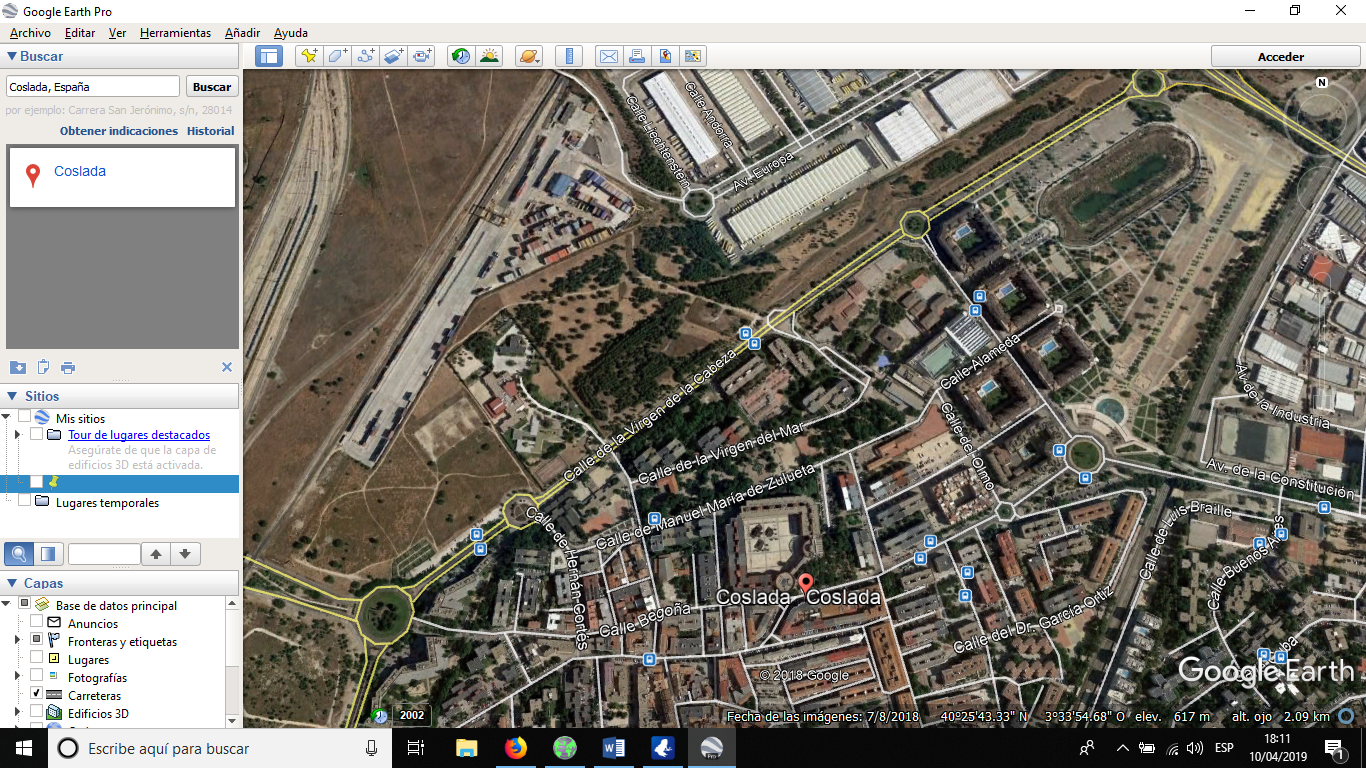 Google Earth Pro
Archivo Editar Ver Herramientas Añadir Ayuda
Buscar
Coslada, España
Buscar
por ejemplo: Carrera San Jerónimo, s/n, 28014
Obtener indicaciones Historial
Coslada
Sitios
Mis sitios
Tour de lugares destacados
Asegúrate de que la capa de
edificios 3D está activada.
Lugares temporales
Capas
Base de datos principal
Anuncios
Fronteras y etiquetas
Lugares
Fotografías
Carreteras
Edificios 3D
Acceder
N
Calle Liechtenstein
Calle Andorra
Av. Europa
Calle de la Virgen de la Cabeza
Calle Alameda
Calle de la Virgen del Mar
Calle del Olmo
Av. de la Industria
Calle de Manuel María de Zulueta
Av. de la Constitución
Calle de Hernán Cortés
Calle de Luis Braille
Calle Buenos Aires
Coslada Coslada
Calle Begoña
Calle del Dr. García Ortiz
© 2018 Google
Google Earth
2002
Fecha de las imágenes: 7/8/2018 40°25'43.33" N 3°33'54.68" O elev. 617 m alt. ojo 2.09 km
Escribe aquí para buscar
ESP
18:11
10/04/2019
1